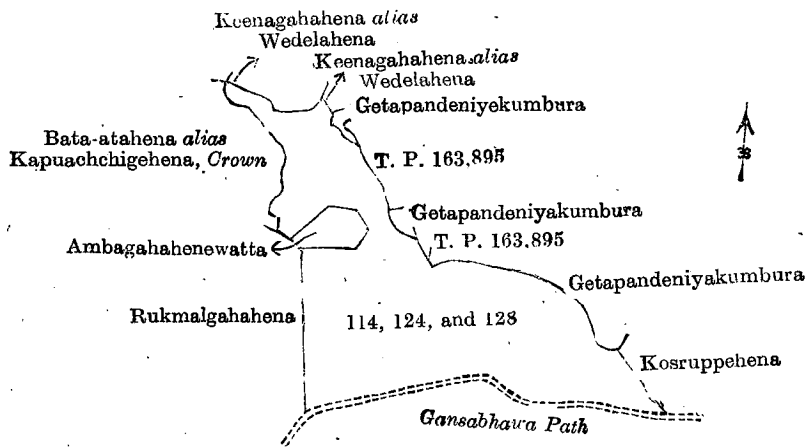 Keenagahahena alias
Wedelahena
Keenagahahena alias
Wedelahena
Getapandeniyekumbura
Bata-atahena alias
Kapuachchigehena, Crown
T. P. 163,895
Getapandeniyakumbura
T. P. 163,895
Ambagahahenewatta
Getapandeniyakumbura
Rukmalgahahena
114, 124, and 128
Kosruppehena
Gansabhawa Path